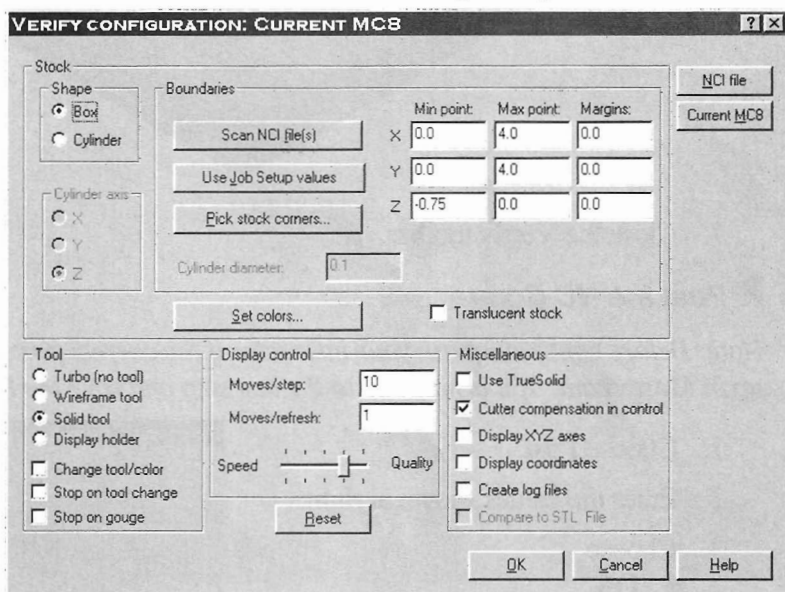 VERIFY CONFIGURATION: CURRENT MC8
? ×
Stock
Shape
Box
Cylinder
Cylinder axis
X
Y
Z
Boundaries
Scan NCI file(s)
Use Job Setup values
Pick stock corners...
Cylinder diameter: 0.1
Min point: Max point: Margins:
X 0.0 4.0 0.0
Y 0.0 4.0 0.0
Z -0.75 0.0 0.0
Set colors...
Translucent stock
NCI file
Current MC8
Tool
Turbo (no tool)
Wireframe tool
Solid tool
Display holder
Change tool/color
Stop on tool change
Stop on gouge
Display control
Moves/step: 10
Moves/refresh: 1
Speed Quality
Reset
Miscellaneous
Use TrueSolid
Cutter compensation in control
Display XYZ axes
Display coordinates
Create log files
Compare to STL File
OK Cancel Help